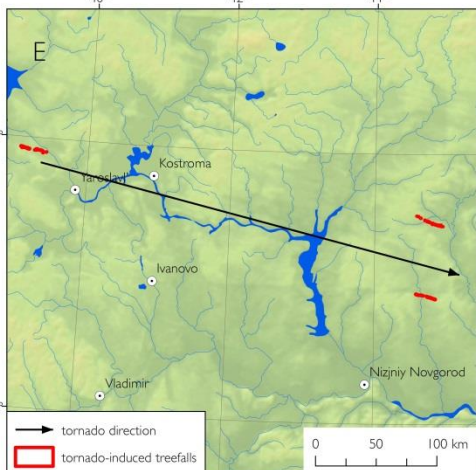 E
Kostroma
Yaroslavl'
Ivanovo
Nizjniy Novgorod
Vladimir
tornado direction
tornado-induced treefalls
0 50 100 km